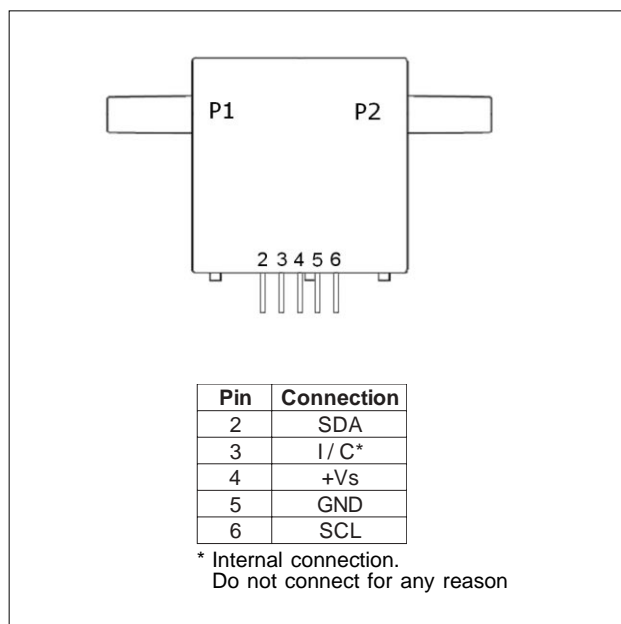 P1 P2
2 3 4 5 6
Pin Connection
2 SDA
3 I / C*
4 +Vs
5 GND
6 SCL
* Internal connection.
Do not connect for any reason